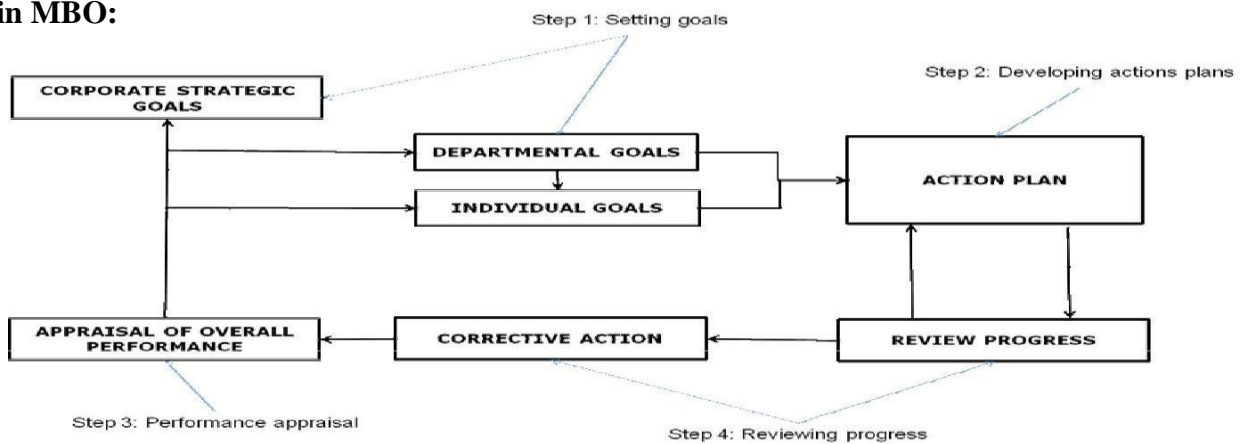 in MBO:
Step 1: Setting goals
Step 2: Developing actions plans
CORPORATE STRATEGIC
GOALS
DEPARTMENTAL GOALS
ACTION PLAN
INDIVIDUAL GOALS
APPRAISAL OF OVERALL
PERFORMANCE
CORRECTIVE ACTION
REVIEW PROGRESS
Step 3: Performance appraisal
Step 4: Reviewing progress